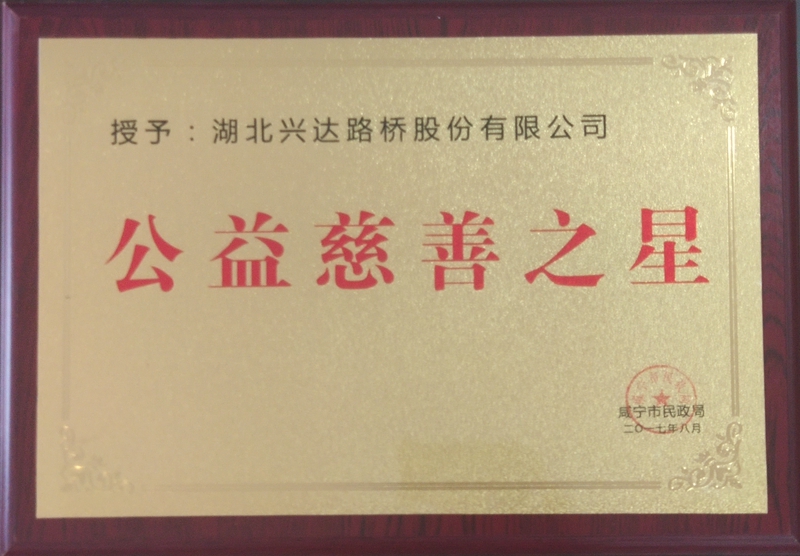 授予：湖北兴达路桥股份有限公司
公益慈善之星
咸宁市民政局
二〇一七年八月